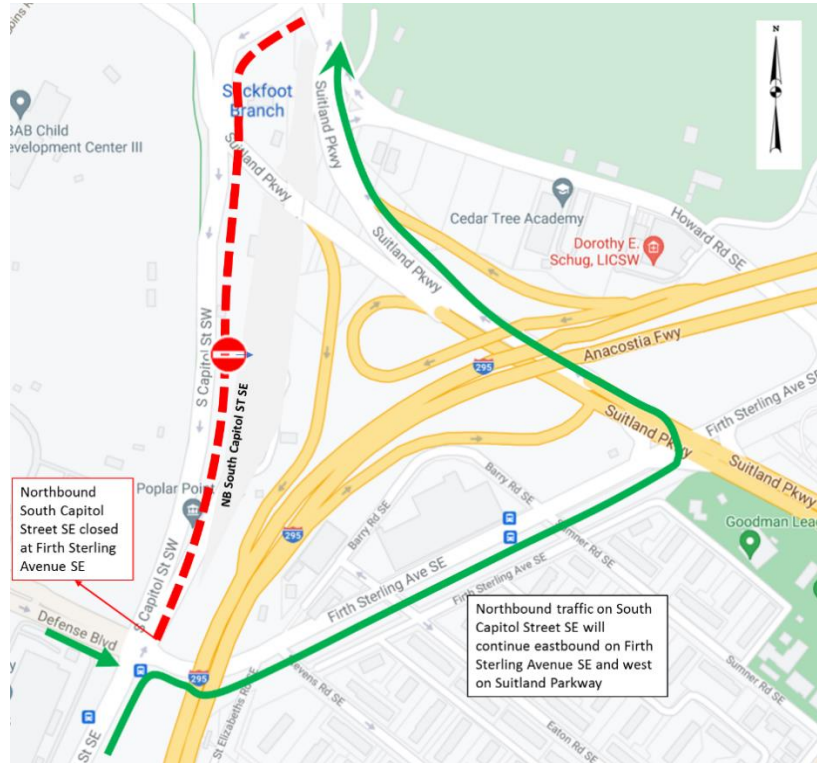 N
BAB Child
evelopment Center III
Branch
Suitland Pkwy
Suitland Pkwy
Suitland Pkwy
Cedar Tree Academy
Dorothy E.
Schug, LICSW
Howard Rd SE
S Capitol St SW
NB South Capitol ST SE
295
Anacostia Fwy
Firth Sterling Ave SE
Suitland Pkwy
Suitland Pkwy
Northbound
South Capitol
Street SE closed
at Firth Sterling
Avenue SE
Poplar Point
S Capitol St SW
295
Barry Rd SE
Barry Rd SE
Sumner Rd SE
Goodman Lea
Firth Sterling Ave SE
Firth Sterling Ave SE
Defense Blvd
295
St Elizabeths Rd SE
Stevens Rd SE
Northbound traffic on South
Capitol Street SE will
continue eastbound on Firth
Sterling Avenue SE and west
on Suitland Parkway
Sumner Rd SE
Eaton Rd SE
St SE